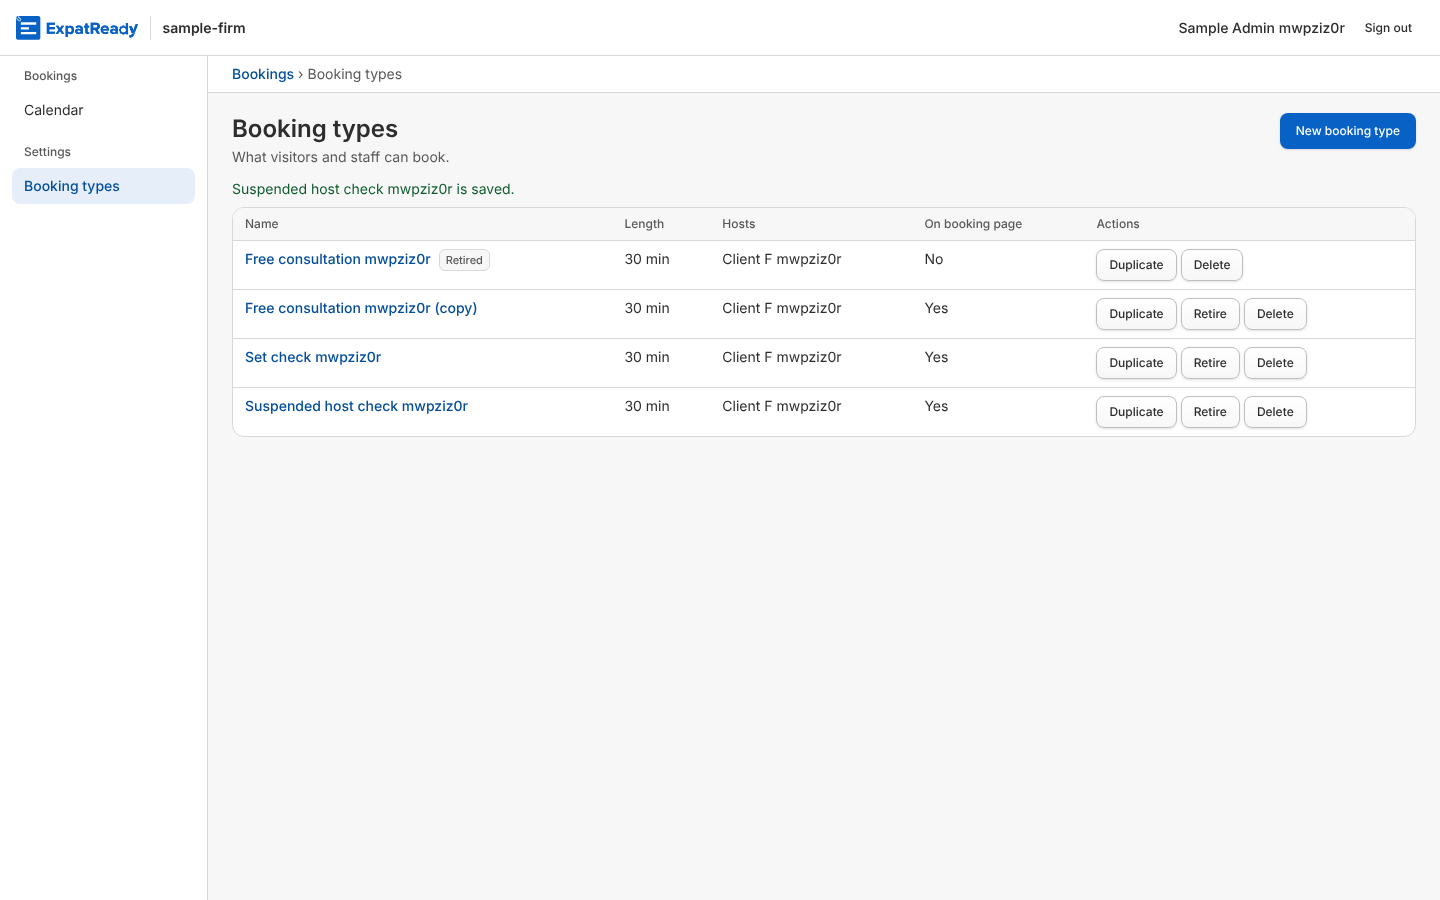 ExpatReady sample-firm Sample Admin mwpziz0r Sign out
Bookings
Calendar
Settings
Booking types
Bookings › Booking types
Booking types
New booking type
What visitors and staff can book.
Suspended host check mwpziz0r is saved.
Name Length Hosts On booking page Actions
Free consultation mwpziz0r Retired 30 min Client F mwpziz0r No Duplicate Delete
Free consultation mwpziz0r (copy) 30 min Client F mwpziz0r Yes Duplicate Retire Delete
Set check mwpziz0r 30 min Client F mwpziz0r Yes Duplicate Retire Delete
Suspended host check mwpziz0r 30 min Client F mwpziz0r Yes Duplicate Retire Delete